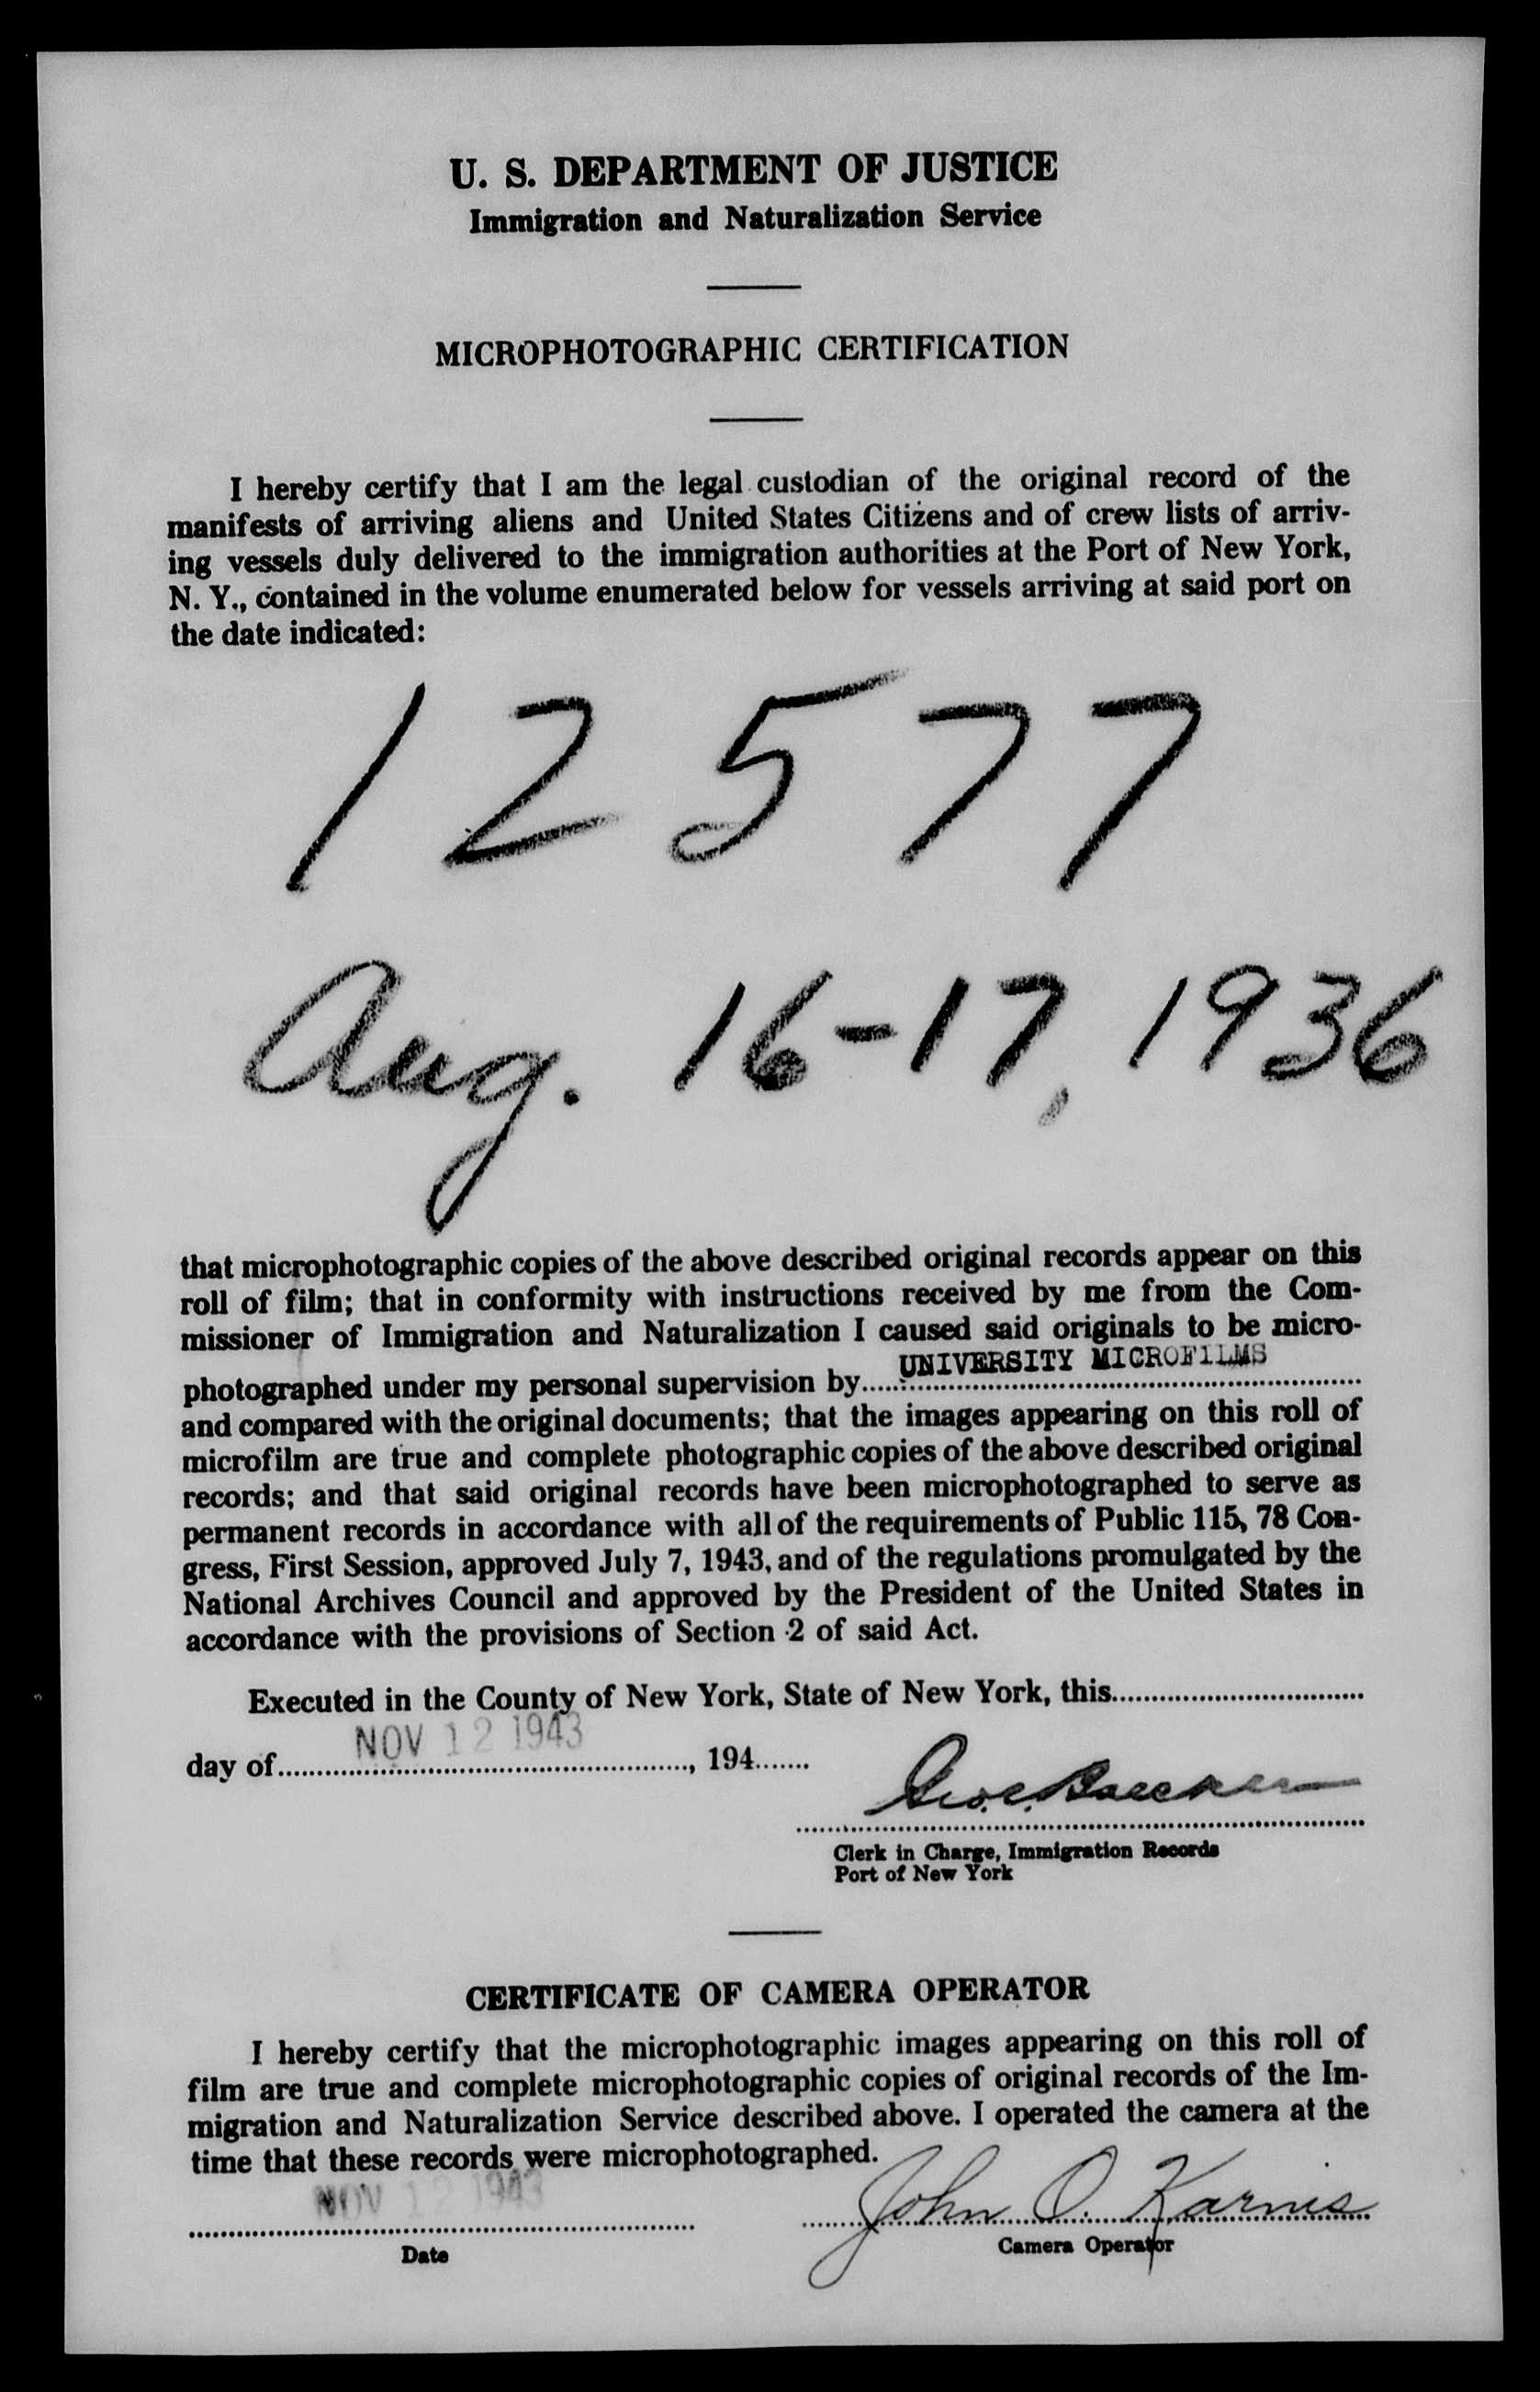 U. S. DEPARTMENT OF JUSTICE
Immigration and Naturalization Service
MICROPHOTOGRAPHIC CERTIFICATION
I hereby certify that I am the legal custodian of the original record of the
manifests of arriving aliens and United States Citizens and of crew lists of arriv-
ing vessels duly delivered to the immigration authorities at the Port of New York,
N. Y., contained in the volume enumerated below for vessels arriving at said port on
the date indicated:
12577
Aug. 16-17, 1936
that microphotographic copies of the above described original records appear on this
roll of film; that in conformity with instructions received by me from the Com-
missioner of Immigration and Naturalization I caused said originals to be micro-
photographed under my personal supervision by UNIVERSITY MICROFILMS
and compared with the original documents; that the images appearing on this roll of
microfilm are true and complete photographic copies of the above described original
records; and that said original records have been microphotographed to serve as
permanent records in accordance with all of the requirements of Public 115, 78 Con-
gress, First Session, approved July 7, 1943, and of the regulations promulgated by the
National Archives Council and approved by the President of the United States in
accordance with the provisions of Section 2 of said Act.
Executed in the County of New York, State of New York, this
day of NOV 12 1943, 194
Clerk in Charge, Immigration Records
Port of New York
CERTIFICATE OF CAMERA OPERATOR
I hereby certify that the microphotographic images appearing on this roll of
film are true and complete microphotographic copies of original records of the Im-
migration and Naturalization Service described above. I operated the camera at the
time that these records were microphotographed.
NOV 12 1943 John O. Karnis
Date Camera Operator